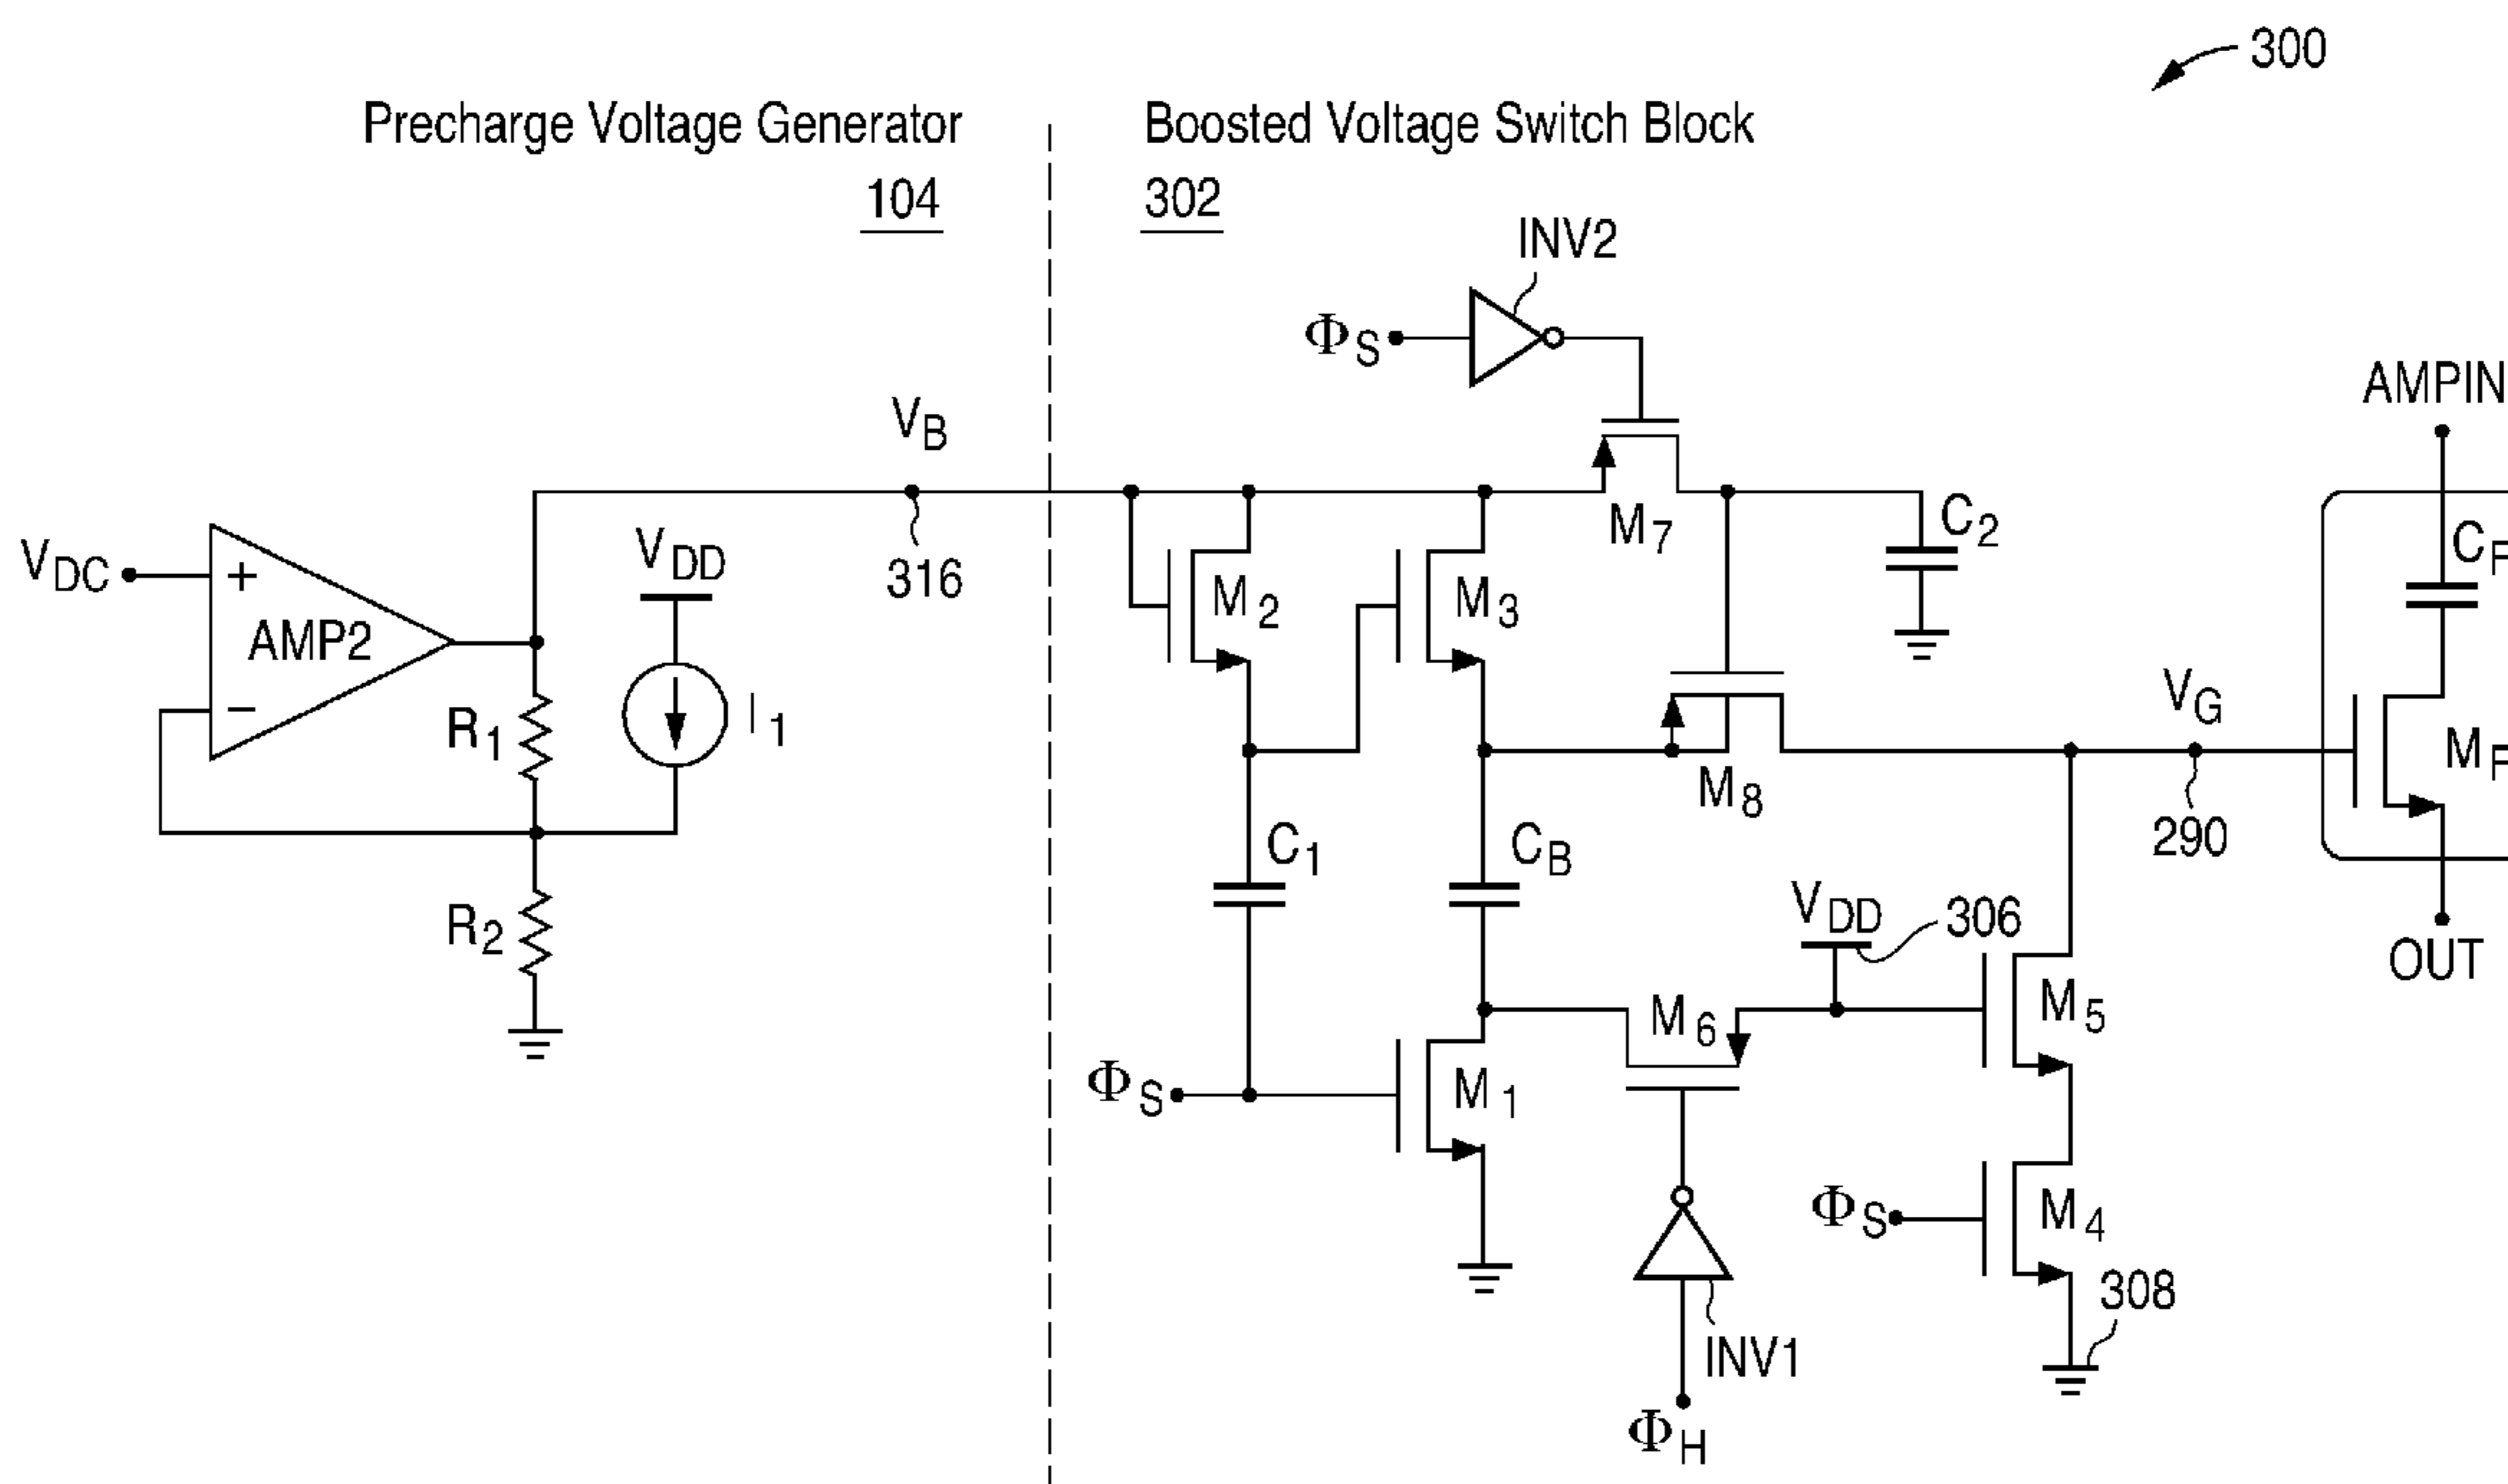 300
Precharge Voltage Generator
104
Boosted Voltage Switch Block
302
INV2
ΦS
AMPIN
VB
316
M7
C2
CF
VDC
+
AMP2
−
VDD
M2
M3
R1
I1
VG
M8
290
MF
C1
CB
R2
VDD
306
OUT
M6
M5
ΦS
M1
ΦS
M4
308
INV1
ΦH